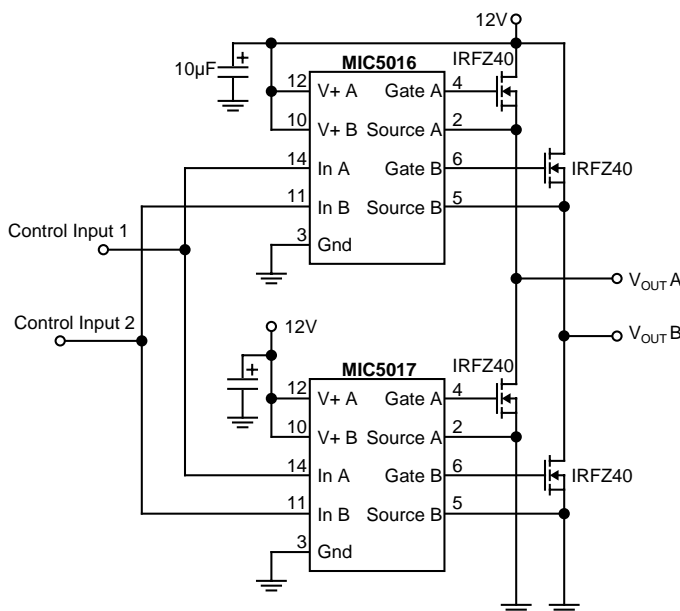 12V
10µF
MIC5016
IRFZ40
12 V+ A Gate A 4
10 V+ B Source A 2
14 In A Gate B 6
IRFZ40
11 In B Source B 5
3 Gnd
Control Input 1
VOUT A
Control Input 2
12V
VOUT B
MIC5017
IRFZ40
12 V+ A Gate A 4
10 V+ B Source A 2
14 In A Gate B 6
IRFZ40
11 In B Source B 5
3 Gnd